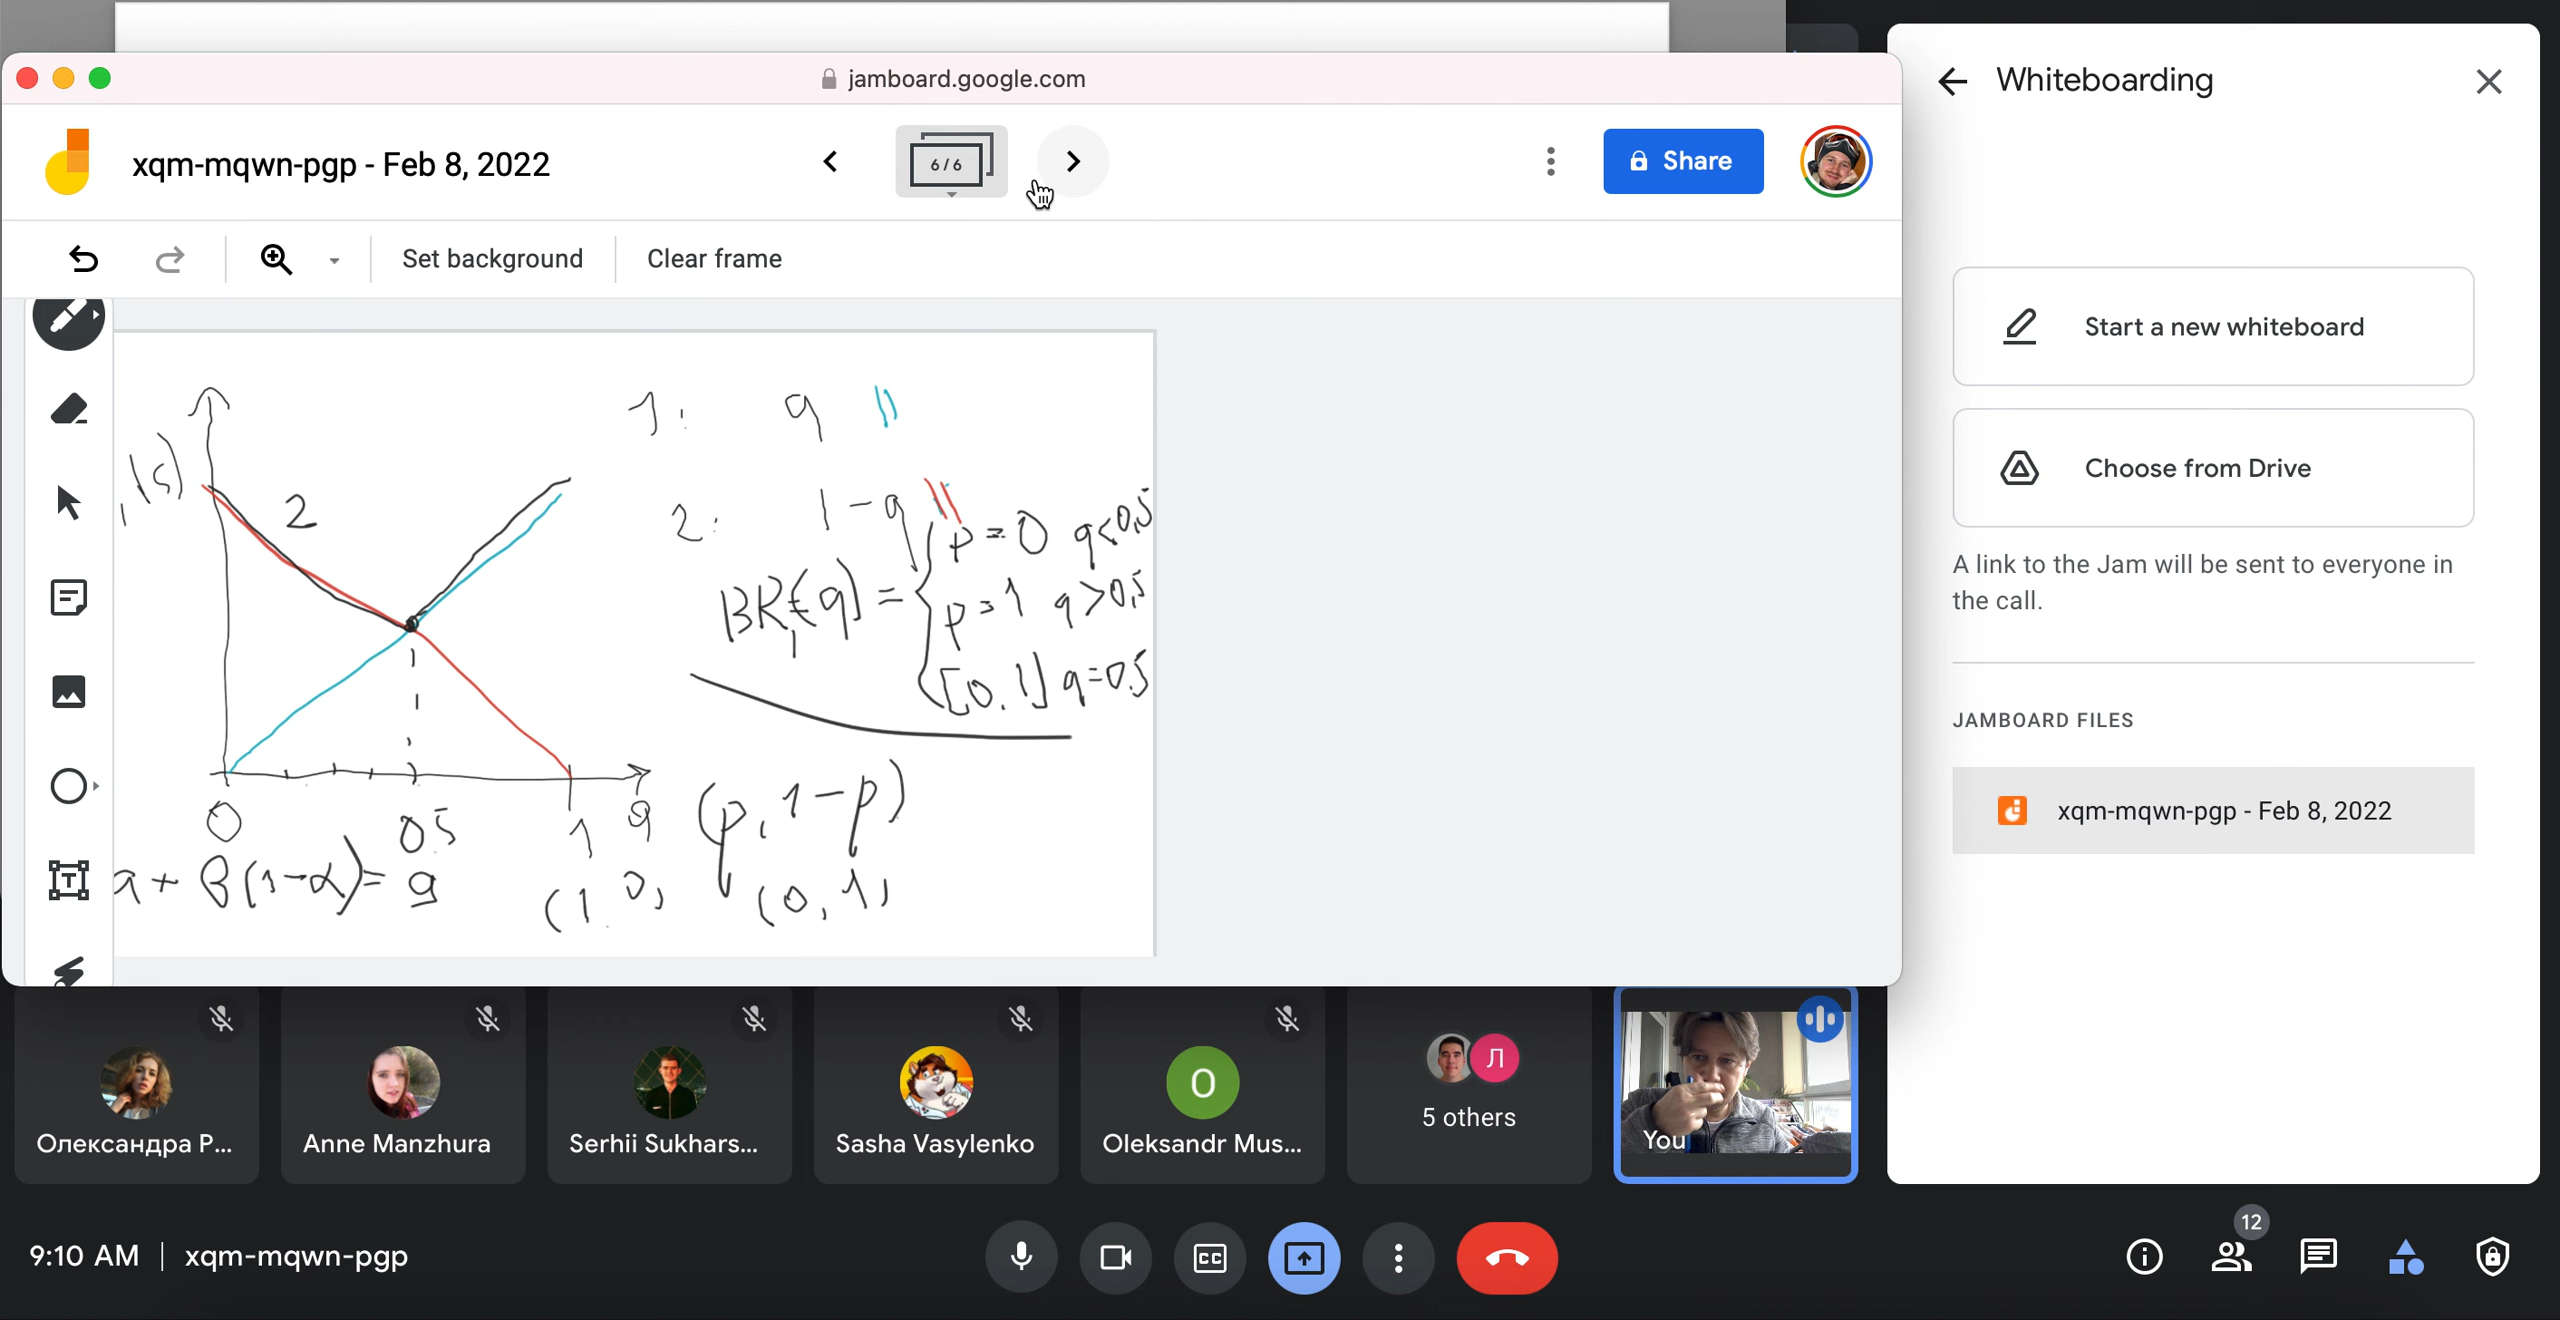 jamboard.google.com
xqm-mqwn-pgp - Feb 8, 2022
6 / 6
Share
Set background
Clear frame
1: q
2: 1-q
2
BR₁(q) = { p=0 q<0,5
p=1 q>0,5
[0,1] q=0.5
0 0.5 1 q
(p, 1-p)
a + B(1-α) = q
(1, 0)
(0, 1)
Whiteboarding
Start a new whiteboard
Choose from Drive
A link to the Jam will be sent to everyone in
the call.
JAMBOARD FILES
xqm-mqwn-pgp - Feb 8, 2022
Олександра Р...
Anne Manzhura
Serhii Sukhars...
Sasha Vasylenko
O
Oleksandr Mus...
Л
5 others
You
9:10 AM | xqm-mqwn-pgp
CC
12